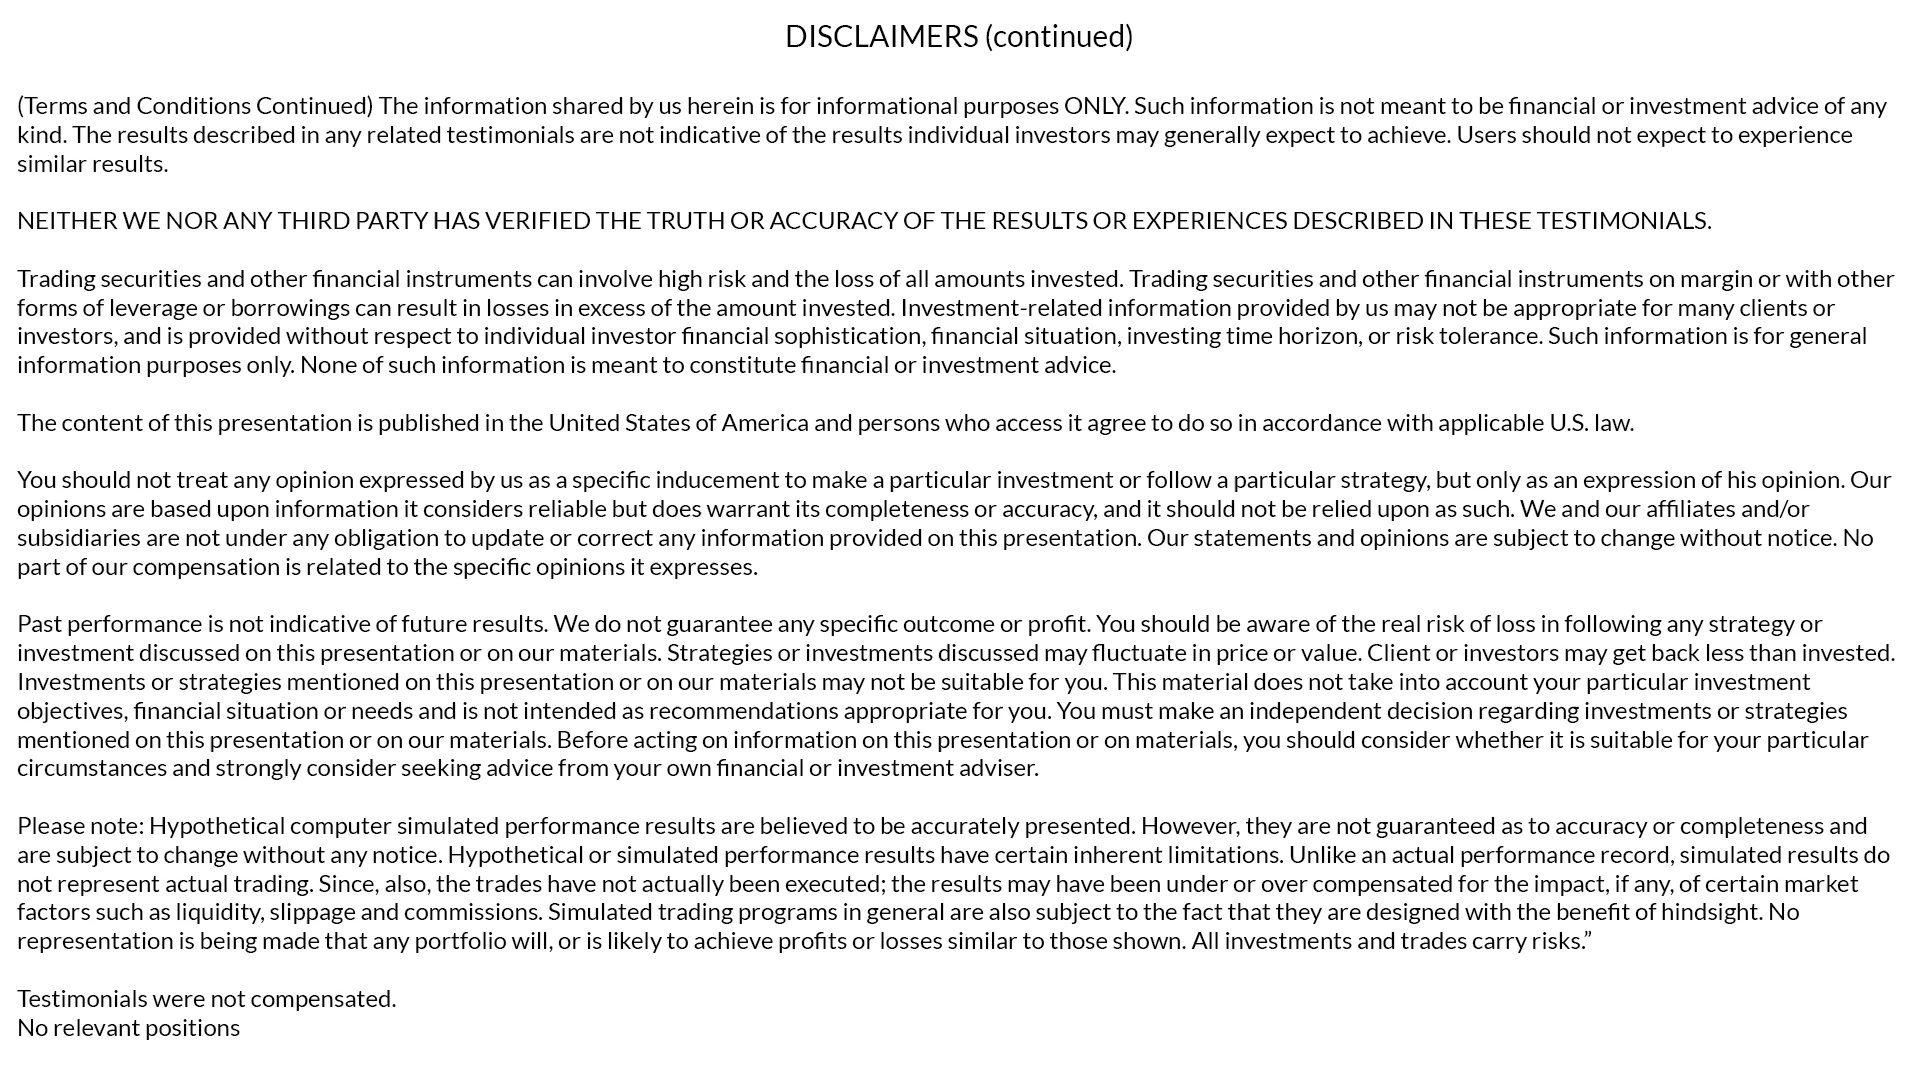 DISCLAIMERS (continued)
(Terms and Conditions Continued) The information shared by us herein is for informational purposes ONLY. Such information is not meant to be financial or investment advice of any
kind. The results described in any related testimonials are not indicative of the results individual investors may generally expect to achieve. Users should not expect to experience
similar results.
NEITHER WE NOR ANY THIRD PARTY HAS VERIFIED THE TRUTH OR ACCURACY OF THE RESULTS OR EXPERIENCES DESCRIBED IN THESE TESTIMONIALS.
Trading securities and other financial instruments can involve high risk and the loss of all amounts invested. Trading securities and other financial instruments on margin or with other
forms of leverage or borrowings can result in losses in excess of the amount invested. Investment-related information provided by us may not be appropriate for many clients or
investors, and is provided without respect to individual investor financial sophistication, financial situation, investing time horizon, or risk tolerance. Such information is for general
information purposes only. None of such information is meant to constitute financial or investment advice.
The content of this presentation is published in the United States of America and persons who access it agree to do so in accordance with applicable U.S. law.
You should not treat any opinion expressed by us as a specific inducement to make a particular investment or follow a particular strategy, but only as an expression of his opinion. Our
opinions are based upon information it considers reliable but does warrant its completeness or accuracy, and it should not be relied upon as such. We and our affiliates and/or
subsidiaries are not under any obligation to update or correct any information provided on this presentation. Our statements and opinions are subject to change without notice. No
part of our compensation is related to the specific opinions it expresses.
Past performance is not indicative of future results. We do not guarantee any specific outcome or profit. You should be aware of the real risk of loss in following any strategy or
investment discussed on this presentation or on our materials. Strategies or investments discussed may fluctuate in price or value. Client or investors may get back less than invested.
Investments or strategies mentioned on this presentation or on our materials may not be suitable for you. This material does not take into account your particular investment
objectives, financial situation or needs and is not intended as recommendations appropriate for you. You must make an independent decision regarding investments or strategies
mentioned on this presentation or on our materials. Before acting on information on this presentation or on materials, you should consider whether it is suitable for your particular
circumstances and strongly consider seeking advice from your own financial or investment adviser.
Please note: Hypothetical computer simulated performance results are believed to be accurately presented. However, they are not guaranteed as to accuracy or completeness and
are subject to change without any notice. Hypothetical or simulated performance results have certain inherent limitations. Unlike an actual performance record, simulated results do
not represent actual trading. Since, also, the trades have not actually been executed; the results may have been under or over compensated for the impact, if any, of certain market
factors such as liquidity, slippage and commissions. Simulated trading programs in general are also subject to the fact that they are designed with the benefit of hindsight. No
representation is being made that any portfolio will, or is likely to achieve profits or losses similar to those shown. All investments and trades carry risks.”
Testimonials were not compensated.
No relevant positions